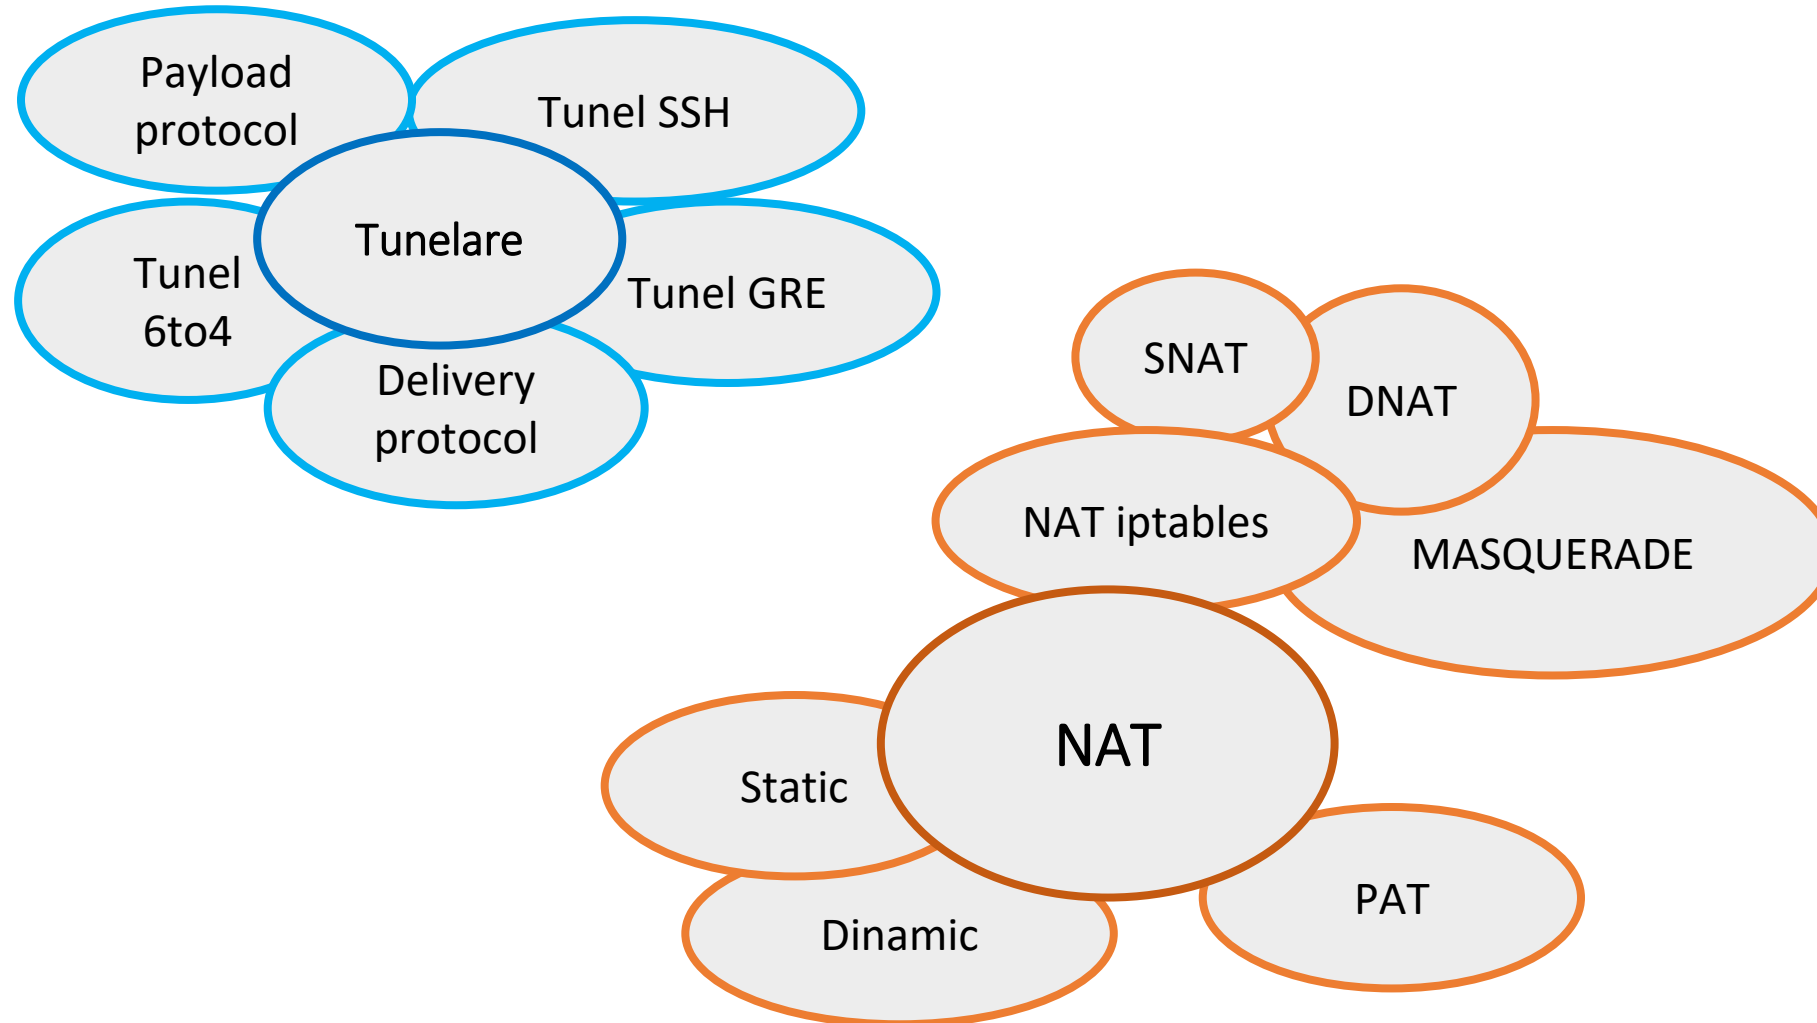 Payload
protocol
Tunel SSH
Tunelare
Tunel
6to4
Tunel GRE
Delivery
protocol
SNAT
DNAT
NAT iptables
MASQUERADE
NAT
Static
PAT
Dinamic